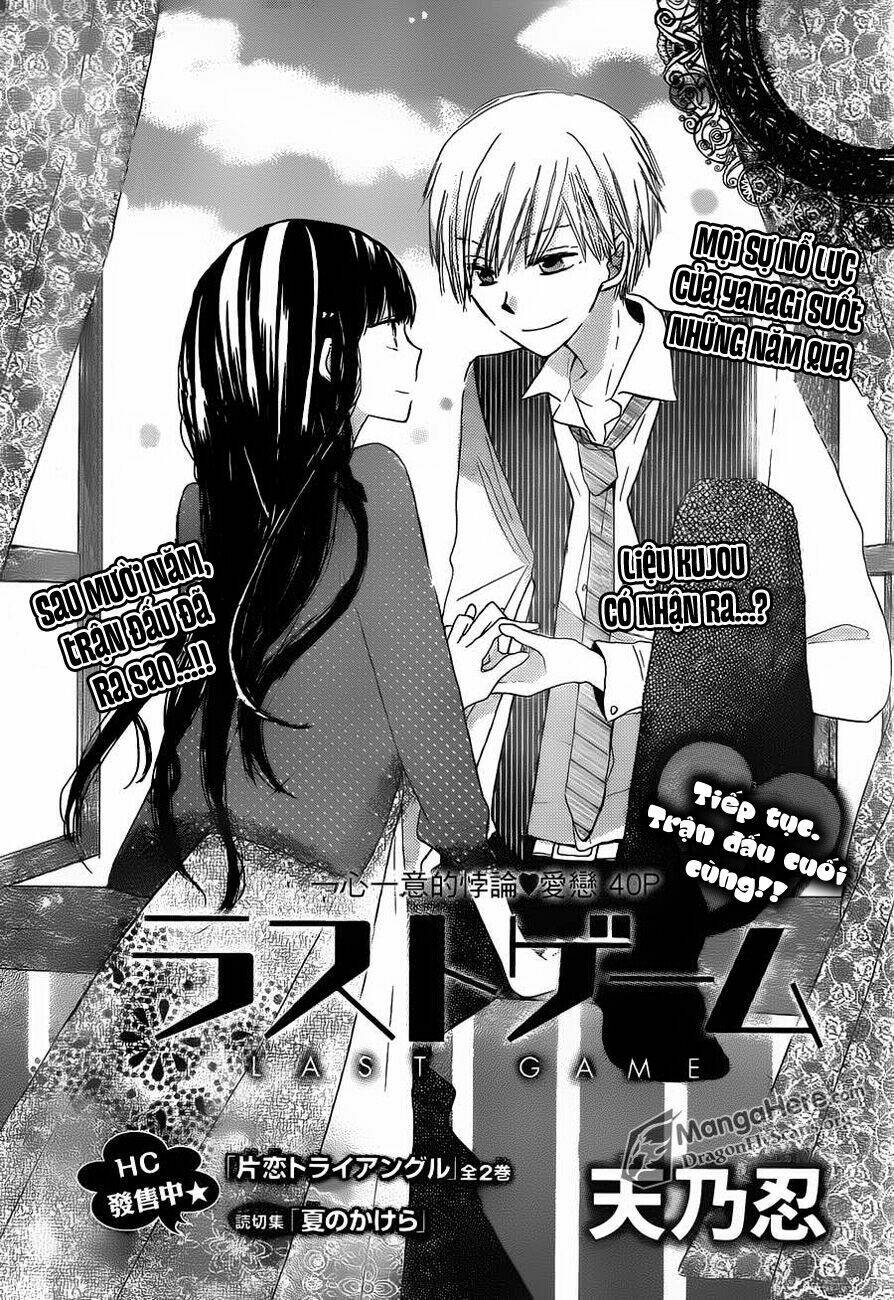 MỌI SỰ NỖ LỰC
CỦA YANAGI SUỐT
NHỮNG NĂM QUA
LIỆU KUJOU
CÓ NHẬN RA...?
SAU MƯỜI NĂM,
TRẬN ĐẤU ĐÃ
RA SAO...!!
Tiếp tục.
Trận đấu cuối
cùng!!
一心一意的悖論♥愛戀 40P
ラストゲーム
LAST GAME
HC
發售中★
「片恋トライアングル」全2巻
読切集「夏のかけら」
天乃忍
MangaHere.com